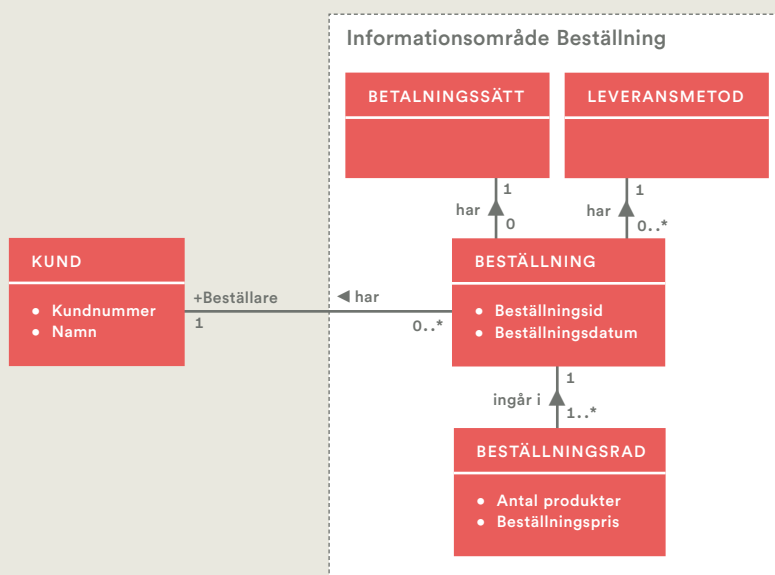 Informationsområde Beställning
BETALNINGSSÄTT
LEVERANSMETOD
1
har
0
1
har
0..*
KUND
• Kundnummer
• Namn
+Beställare
1
◄ har
0..*
BESTÄLLNING
• Beställningsid
• Beställningsdatum
1
ingår i
1..*
BESTÄLLNINGSRAD
• Antal produkter
• Beställningspris